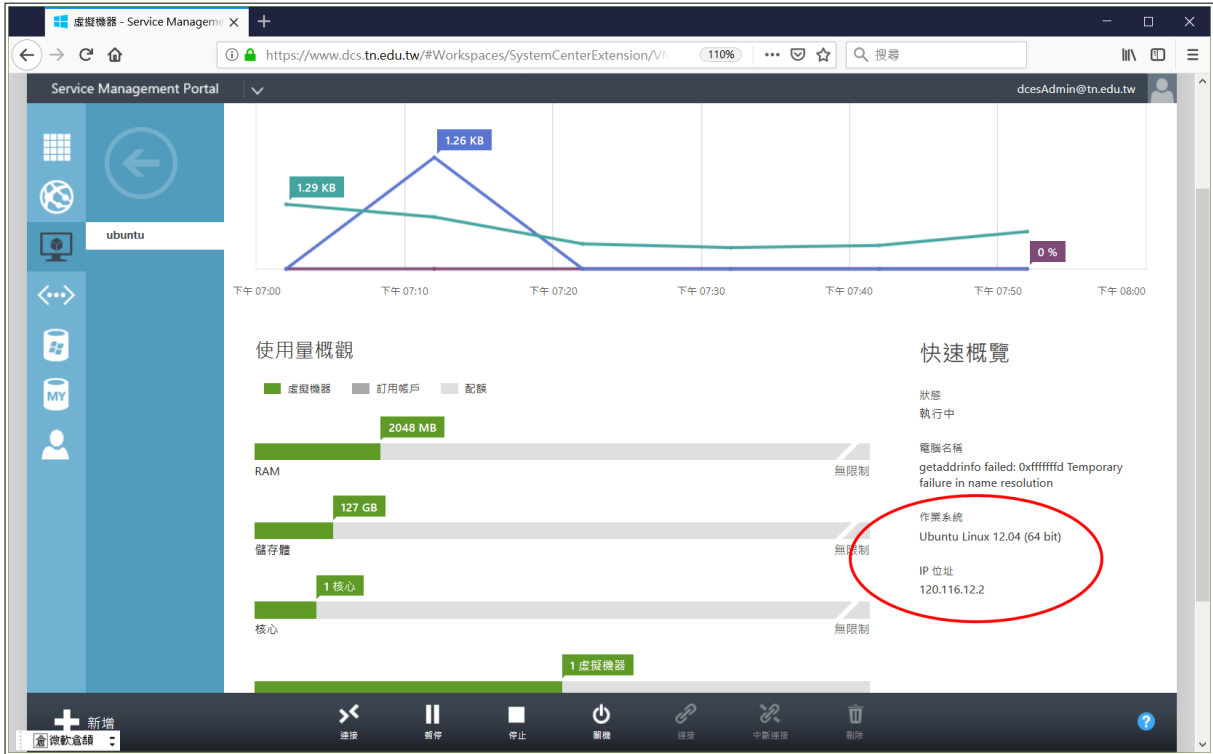 虛擬機器 - Service Manageme
https://www.dcs.tn.edu.tw/#Workspaces/SystemCenterExtension/VM
110%
搜尋
Service Management Portal
dcesAdmin@tn.edu.tw
ubuntu
MY
1.26 KB
1.29 KB
0 %
下午 07:00
下午 07:10
下午 07:20
下午 07:30
下午 07:40
下午 07:50
下午 08:00
使用量概觀
虛擬機器
訂用帳戶
配額
2048 MB
RAM
無限制
127 GB
儲存體
無限制
1 核心
核心
無限制
1 虛擬機器
快速概覽
狀態
執行中
電腦名稱
getaddrinfo failed: 0xfffffffd Temporary
failure in name resolution
作業系統
Ubuntu Linux 12.04 (64 bit)
IP 位址
120.116.12.2
新增
連接
暫停
停止
關機
連接
中斷連接
刪除
倉 微軟倉頡